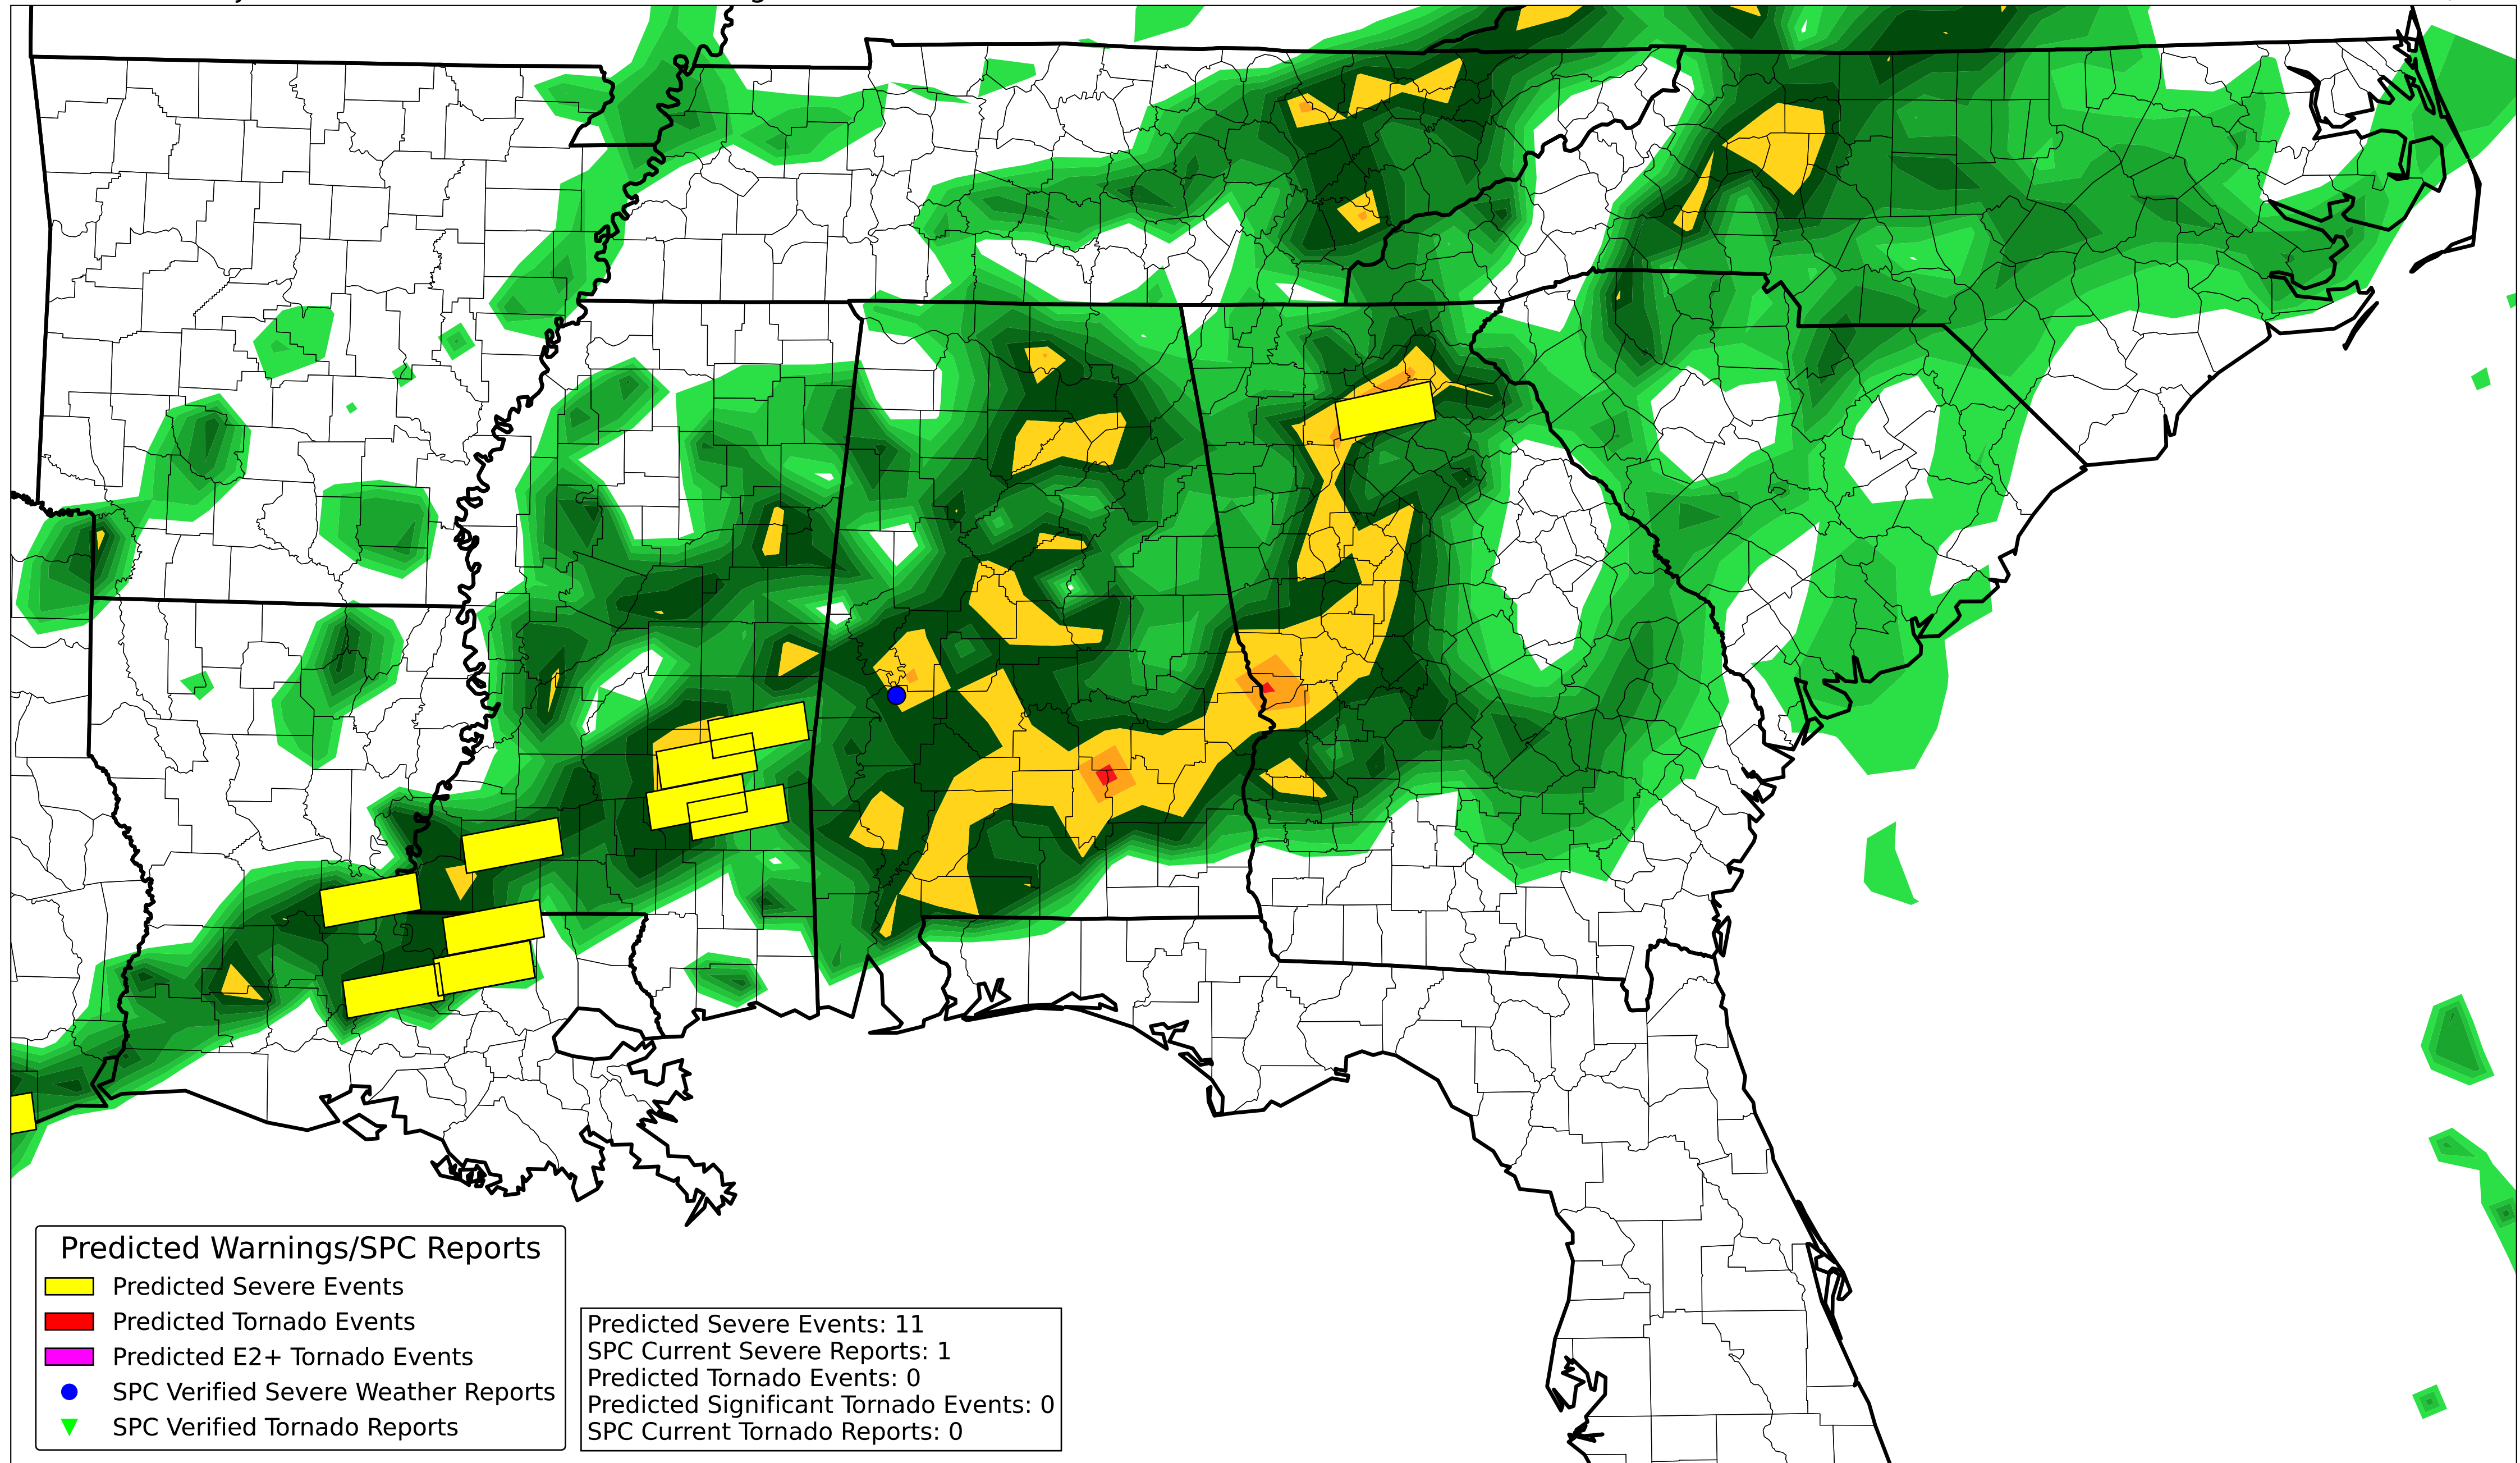 Predicted Warnings/SPC Reports
Predicted Severe Events
Predicted Tornado Events
Predicted E2+ Tornado Events
SPC Verified Severe Weather Reports
SPC Verified Tornado Reports
Predicted Severe Events: 11
SPC Current Severe Reports: 1
Predicted Tornado Events: 0
Predicted Significant Tornado Events: 0
SPC Current Tornado Reports: 0